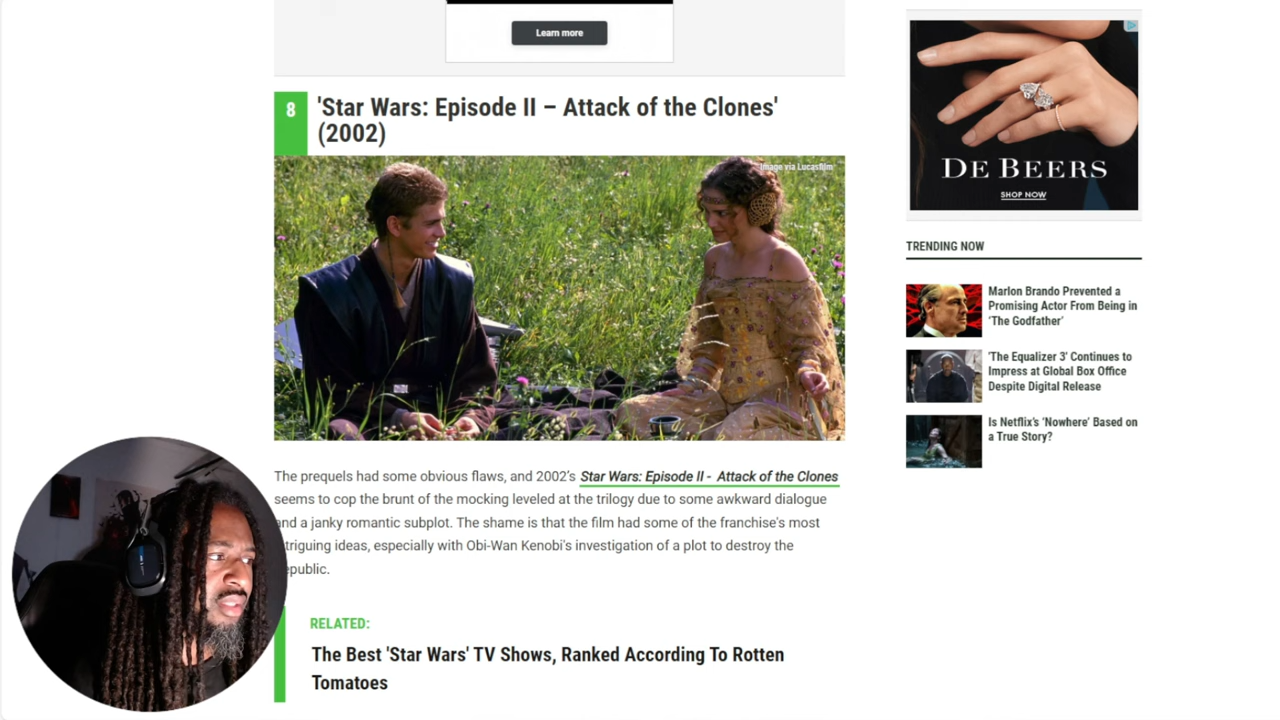 Learn more
8
'Star Wars: Episode II – Attack of the Clones'
(2002)
Image via Lucasfilm
The prequels had some obvious flaws, and 2002's Star Wars: Episode II - Attack of the Clones
seems to cop the brunt of the mocking leveled at the trilogy due to some awkward dialogue
and a janky romantic subplot. The shame is that the film had some of the franchise's most
triguing ideas, especially with Obi-Wan Kenobi's investigation of a plot to destroy the
epublic.
RELATED:
The Best 'Star Wars' TV Shows, Ranked According To Rotten
Tomatoes
DE BEERS
SHOP NOW
TRENDING NOW
Marlon Brando Prevented a
Promising Actor From Being in
'The Godfather'
'The Equalizer 3' Continues to
Impress at Global Box Office
Despite Digital Release
Is Netflix's 'Nowhere' Based on
a True Story?